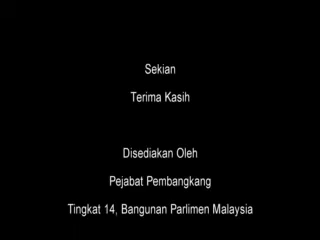 Sekian
Terima Kasih
Disediakan Oleh
Pejabat Pembangkang
Tingkat 14, Bangunan Parlimen Malaysia